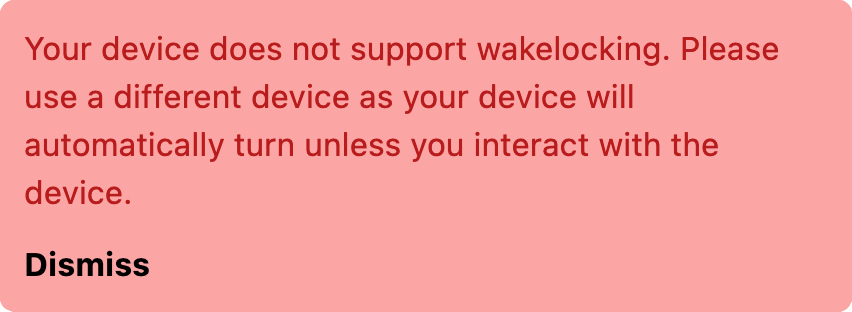 Your device does not support wakelocking. Please
use a different device as your device will
automatically turn unless you interact with the
device.
Dismiss